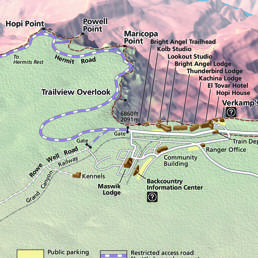 Hopi Point
Powell
Point
Maricopa
Point
To
Hermits Rest
Hermit Road
Bright Angel Trailhead
Kolb Studio
Lookout Studio
Bright Angel Lodge
Thunderbird Lodge
Kachina Lodge
El Tovar Hotel
Hopi House
Verkamp's
Trailview Overlook
6860ft
2091m
Gate
Gate
Train Dep
Ranger Office
Rowe Well Road
Grand Canyon Railway
Community
Building
Kennels
Maswik
Lodge
Backcountry
Information Center
Public parking
Restricted access road